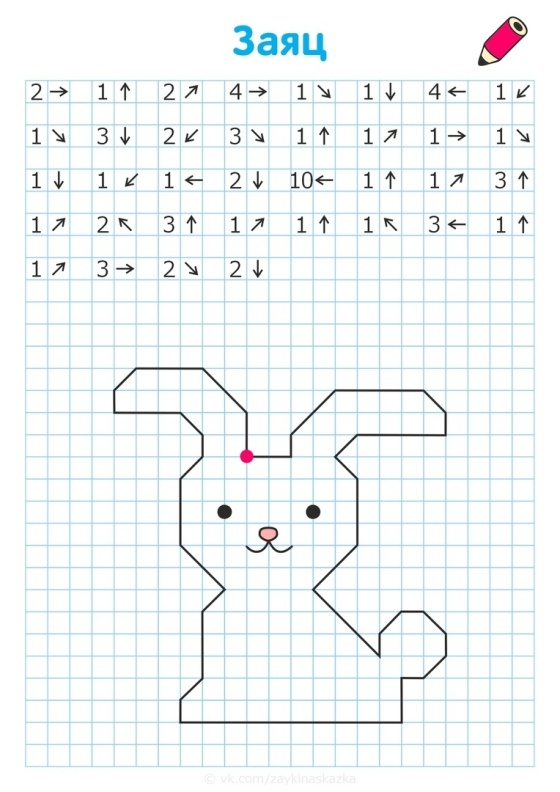 Заяц
2 → 1 ↑ 2 ↗ 4 → 1 ↘ 1 ↓ 4 ← 1 ↙
1 ↘ 3 ↓ 2 ↙ 3 ↘ 1 ↑ 1 ↗ 1 → 1 ↘
1 ↓ 1 ↙ 1 ← 2 ↓ 10 ← 1 ↑ 1 ↗ 3 ↑
1 ↗ 2 ↖ 3 ↑ 1 ↗ 1 ↑ 1 ↖ 3 ← 1 ↑
1 ↗ 3 → 2 ↘ 2 ↓
© vk.com/zaykinaskazka